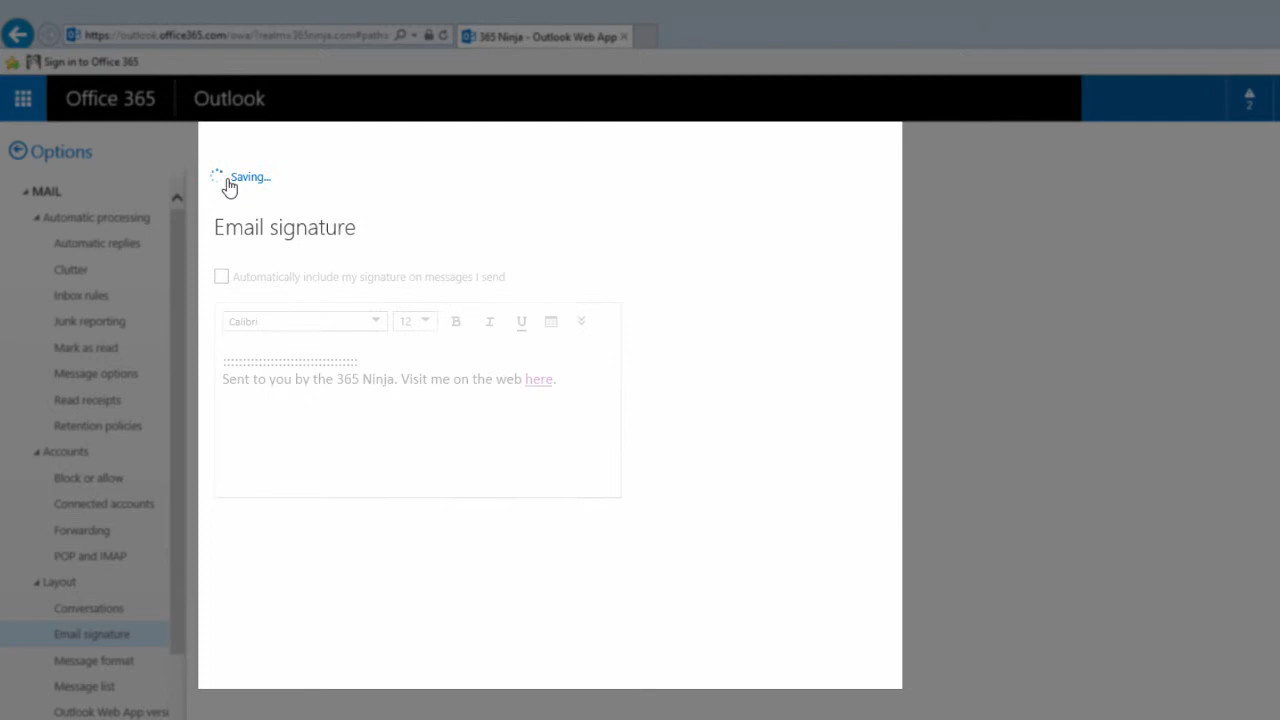 https://outlook.office365.com/owa/?realm=365ninja.com#path=
365 Ninja - Outlook Web App
Sign in to Office 365
Office 365
Outlook
2
Options
MAIL
Automatic processing
Automatic replies
Clutter
Inbox rules
Junk reporting
Mark as read
Message options
Read receipts
Retention policies
Accounts
Block or allow
Connected accounts
Forwarding
POP and IMAP
Layout
Conversations
Email signature
Message format
Message list
Outlook Web App versi
Saving...
Email signature
Automatically include my signature on messages I send
Calibri
12
B I U
::::::::::::::::::::::::::::::::::
Sent to you by the 365 Ninja. Visit me on the web here.